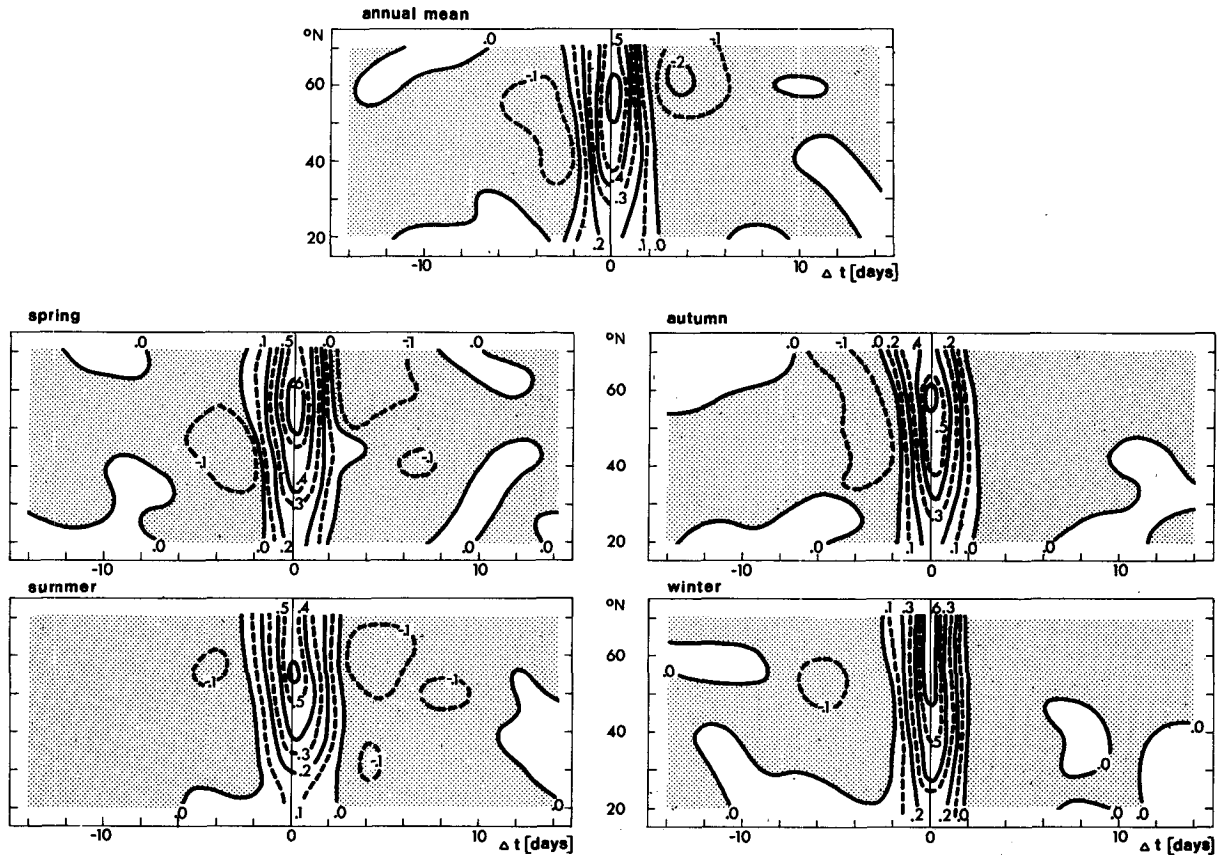 annual mean
°N .0 .5 -.1
60 -.1 -.2
40 .4
.3
20 .2 .1 .0
-10 0 10
Δ t [days]
spring
.0 .1 .5 .0 -.1 .0
.6
-.1 -.1
.4
.3
.0 .0 .2 .0 .0
-10 0 10
autumn
°N .0 -.1 .0 .2 .4 .2
60
.5
40
.3
20 .0 .1 .1 .0 .0
-10 0 10
summer
.5 .4
-.1 -.1
.5 -.1
.3
.2 -.1
.0 .1 .0 .0
-10 0 10
Δ t [days]
winter
°N .1 .3 .6 .3
60 .0
-.1
40 .5 .0
.0
20 .2 .2 .0 .0
-10 0 10
Δ t [days]